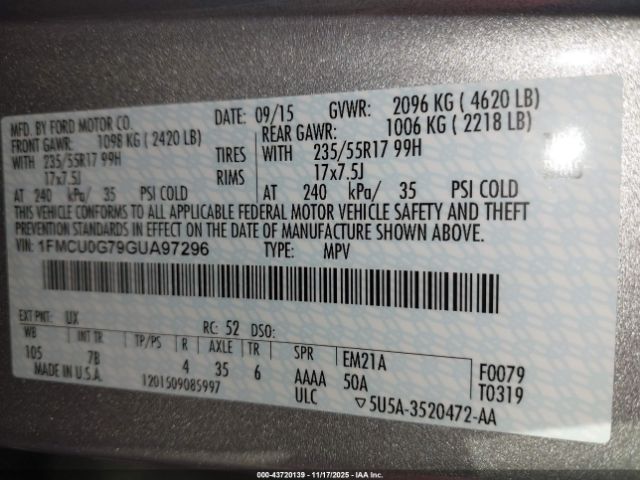 MFD. BY FORD MOTOR CO. DATE: 09/15 GVWR: 2096 KG ( 4620 LB)
FRONT GAWR: 1098 KG ( 2420 LB) REAR GAWR: 1006 KG ( 2218 LB)
WITH 235/55R17 99H TIRES WITH 235/55R17 99H
17x7.5J RIMS 17x7.5J
AT 240 kPa/ 35 PSI COLD AT 240 kPa/ 35 PSI COLD
THIS VEHICLE CONFORMS TO ALL APPLICABLE FEDERAL MOTOR VEHICLE SAFETY AND THEFT
PREVENTION STANDARDS IN EFFECT ON THE DATE OF MANUFACTURE SHOWN ABOVE.
VIN: 1FMCU0G79GUA97296 TYPE: MPV
EXT PNT: UX RC: 52 DSO:
WB INT TR TP/PS R AXLE TR SPR EM21A F0079
105 7B 4 35 6 AAAA 50A T0319
MADE IN U.S.A. 1201509085997 ULC ▽5U5A-3520472-AA
000-43720139 - 11/17/2025 - IAA Inc.